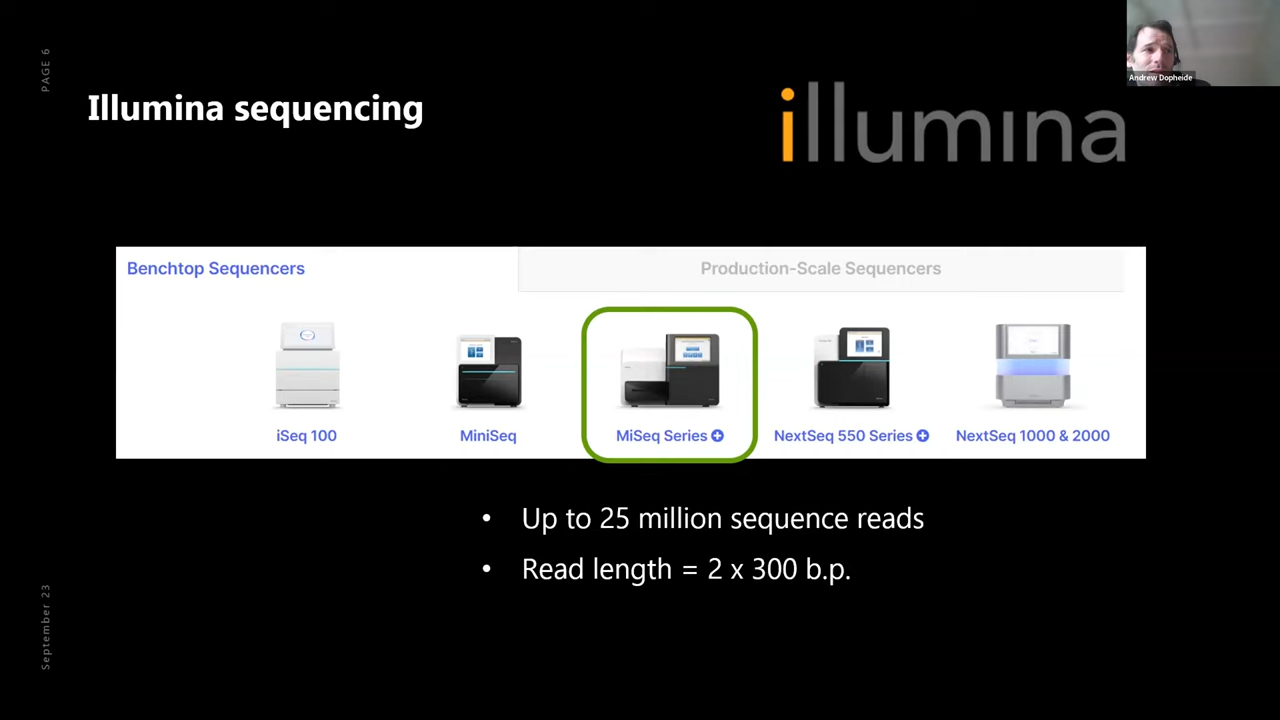 PAGE 6
Andrew Dopheide
Illumina sequencing
illumina
Benchtop Sequencers
Production-Scale Sequencers
iSeq 100
MiniSeq
MiSeq Series
NextSeq 550 Series
NextSeq 1000 & 2000
• Up to 25 million sequence reads
• Read length = 2 x 300 b.p.
September 23